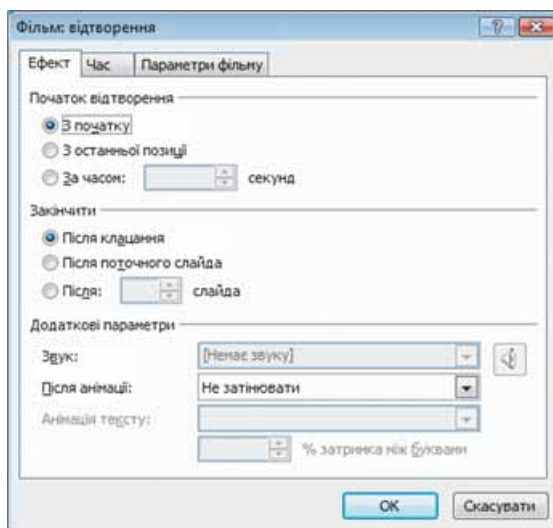 Фільм: відтворення
Ефект Час Параметри фільму
Початок відтворення
З початку
З останньої позиції
За часом: секунд
Закінчити
Після клацання
Після поточного слайда
Після: слайда
Додаткові параметри
Звук: [Немає звуку]
Після анімації: Не затінювати
Анімація тексту:
% затримка між буквами
ОК Скасувати